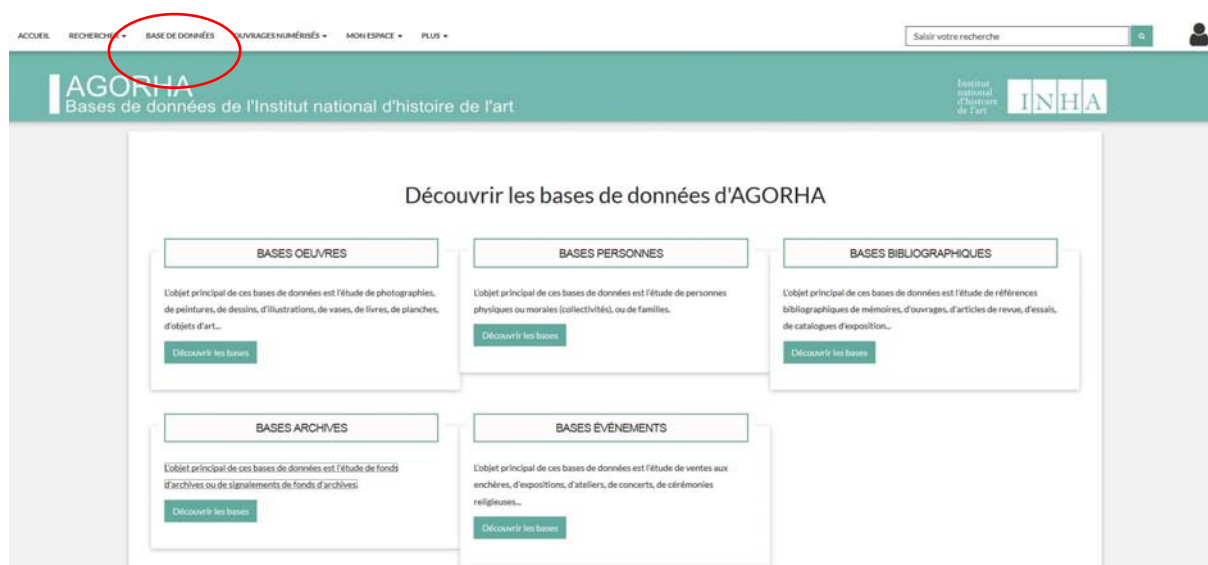 ACCUEIL RECHERCHER BASE DE DONNÉES OUVRAGES NUMÉRISÉS MON ESPACE PLUS Saisir votre recherche
AGORHA
Bases de données de l'Institut national d'histoire de l'art
Institut
national
d'histoire
de l'art
INHA
Découvrir les bases de données d'AGORHA
BASES OEUVRES
L'objet principal de ces bases de données est l'étude de photographies,
de peintures, de dessins, d'illustrations, de vases, de livres, de planches,
d'objets d'art...
Découvrir les bases
BASES PERSONNES
L'objet principal de ces bases de données est l'étude de personnes
physiques ou morales (collectivités), ou de familles.
Découvrir les bases
BASES BIBLIOGRAPHIQUES
L'objet principal de ces bases de données est l'étude de références
bibliographiques de mémoires, d'ouvrages, d'articles de revue, d'essais,
de catalogues d'exposition...
Découvrir les bases
BASES ARCHIVES
L'objet principal de ces bases de données est l'étude de fonds
d'archives ou de signalements de fonds d'archives.
Découvrir les bases
BASES ÉVÉNEMENTS
L'objet principal de ces bases de données est l'étude de ventes aux
enchères, d'expositions, d'ateliers, de concerts, de cérémonies
religieuses...
Découvrir les bases